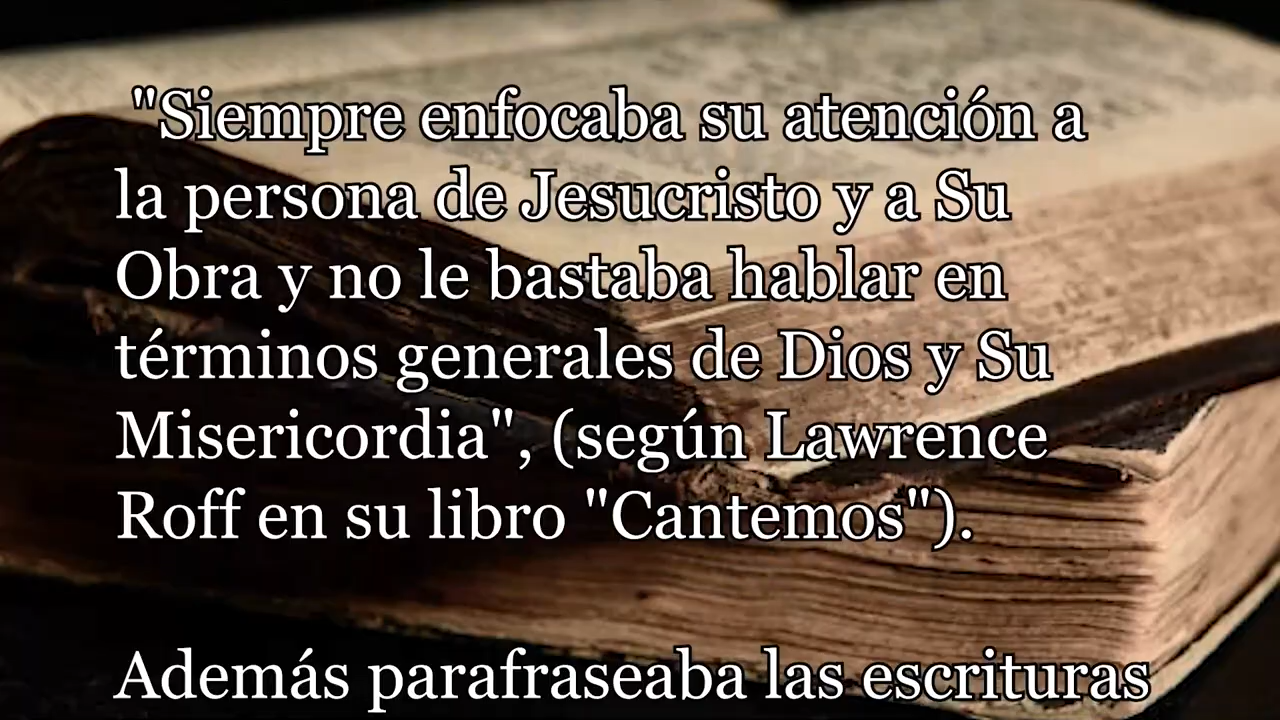 "Siempre enfocaba su atención a
la persona de Jesucristo y a Su
Obra y no le bastaba hablar en
términos generales de Dios y Su
Misericordia", (según Lawrence
Roff en su libro "Cantemos").
Además parafraseaba las escrituras